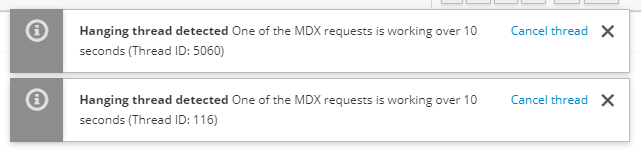 Hanging thread detected One of the MDX requests is working over 10 Cancel thread
seconds (Thread ID: 5060)
Hanging thread detected One of the MDX requests is working over 10 Cancel thread
seconds (Thread ID: 116)